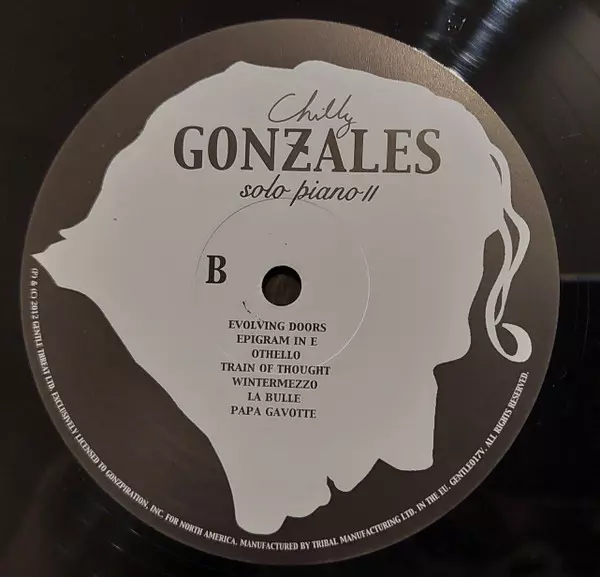 Chilly
GONZALES
solo piano II
B
EVOLVING DOORS
EPIGRAM IN E
OTHELLO
TRAIN OF THOUGHT
WINTERMEZZO
LA BULLE
PAPA GAVOTTE
(P) & (C) 2012 GENTLE THREAT LTD. EXCLUSIVELY LICENSED TO GONZPIRATION, INC. FOR NORTH AMERICA. MANUFACTURED BY TRIBAL MANUFACTURING LTD. IN THE EU. GENTLE017V. ALL RIGHTS RESERVED.